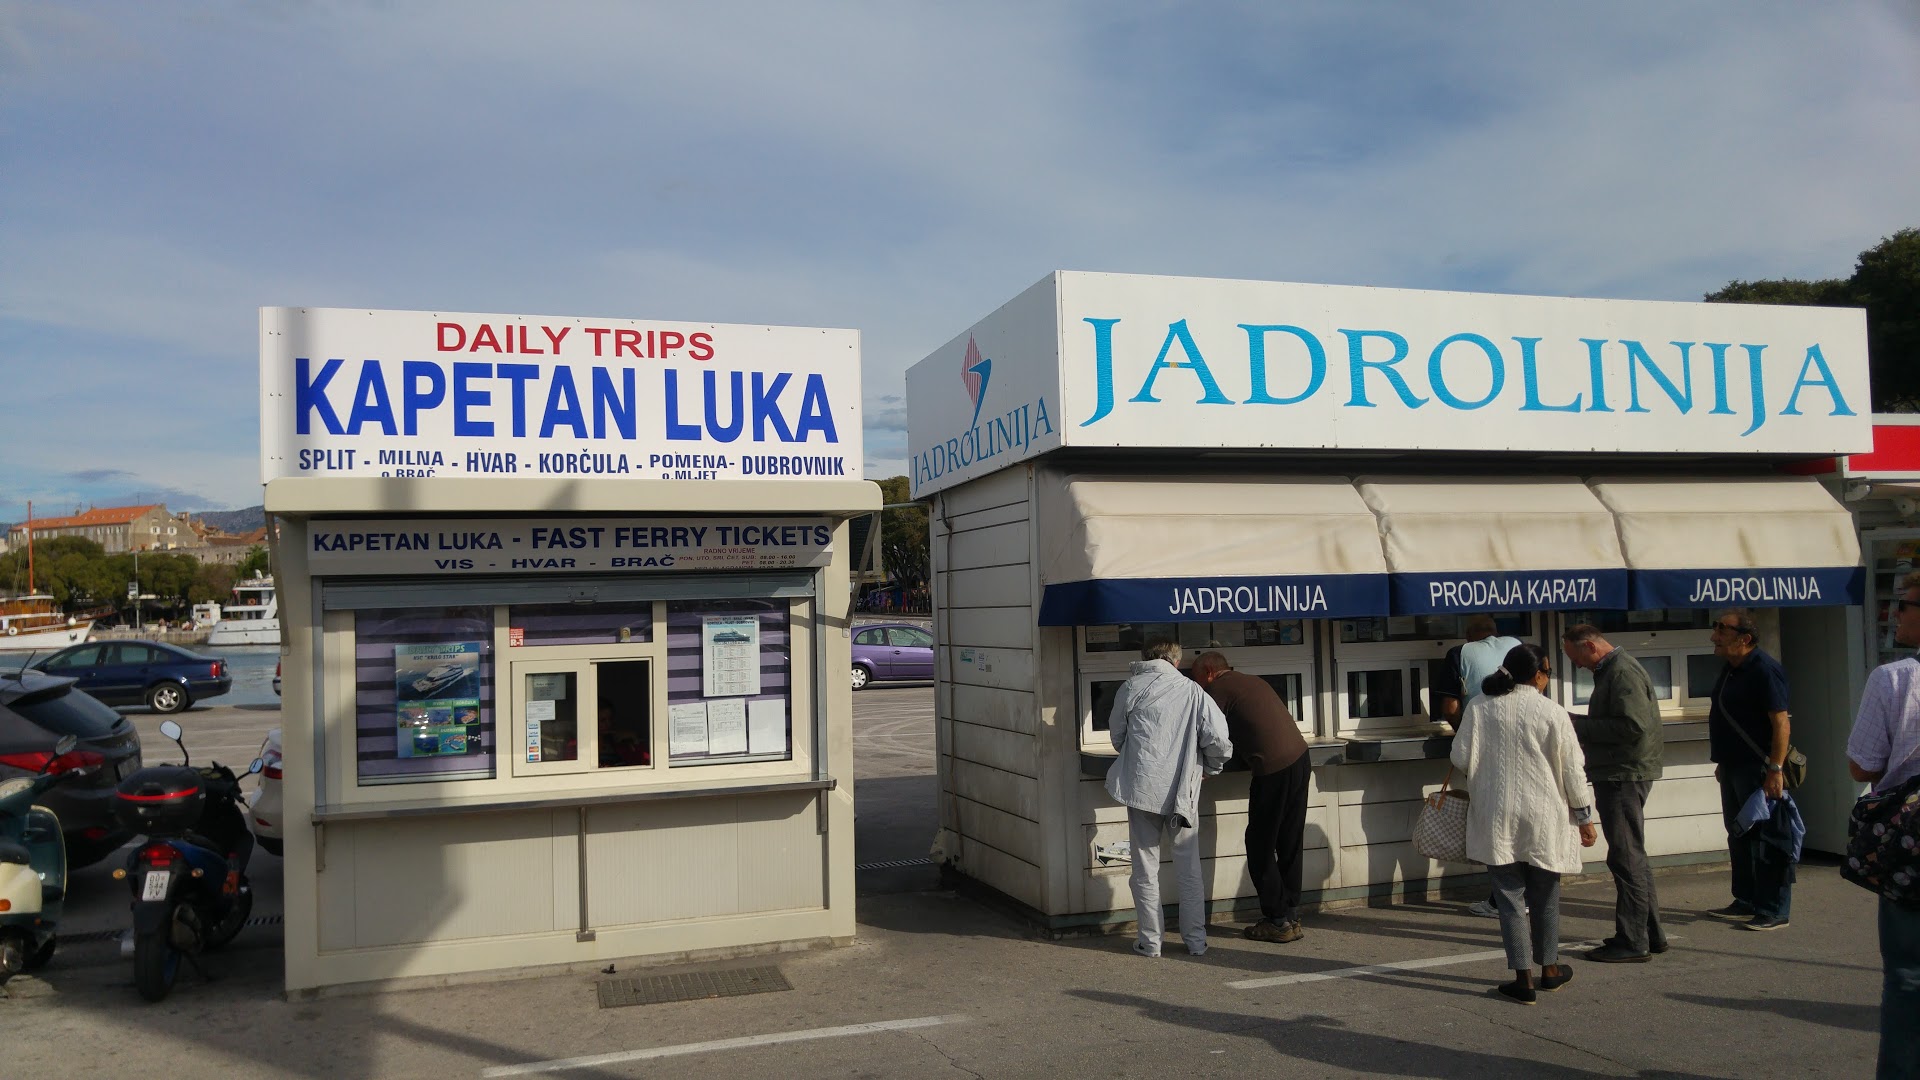 DAILY TRIPS
KAPETAN LUKA
SPLIT - MILNA - HVAR - KORČULA - POMENA - DUBROVNIK
o.BRAČ o.MLJET
KAPETAN LUKA - FAST FERRY TICKETS
VIS - HVAR - BRAČ
RADNO VRIJEME
JADROLINIJA
JADROLINIJA
JADROLINIJA
PRODAJA KARATA
JADROLINIJA